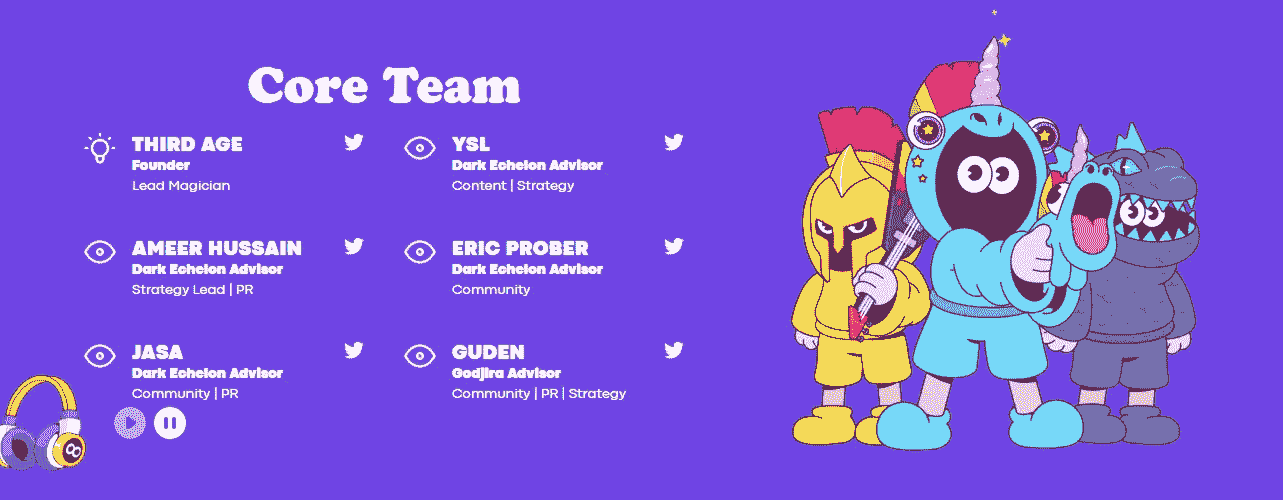 Core Team
THIRD AGE
Founder
Lead Magician
YSL
Dark Echelon Advisor
Content | Strategy
AMEER HUSSAIN
Dark Echelon Advisor
Strategy Lead | PR
ERIC PROBER
Dark Echelon Advisor
Community
JASA
Dark Echelon Advisor
Community | PR
GUDEN
Godjira Advisor
Community | PR | Strategy
8